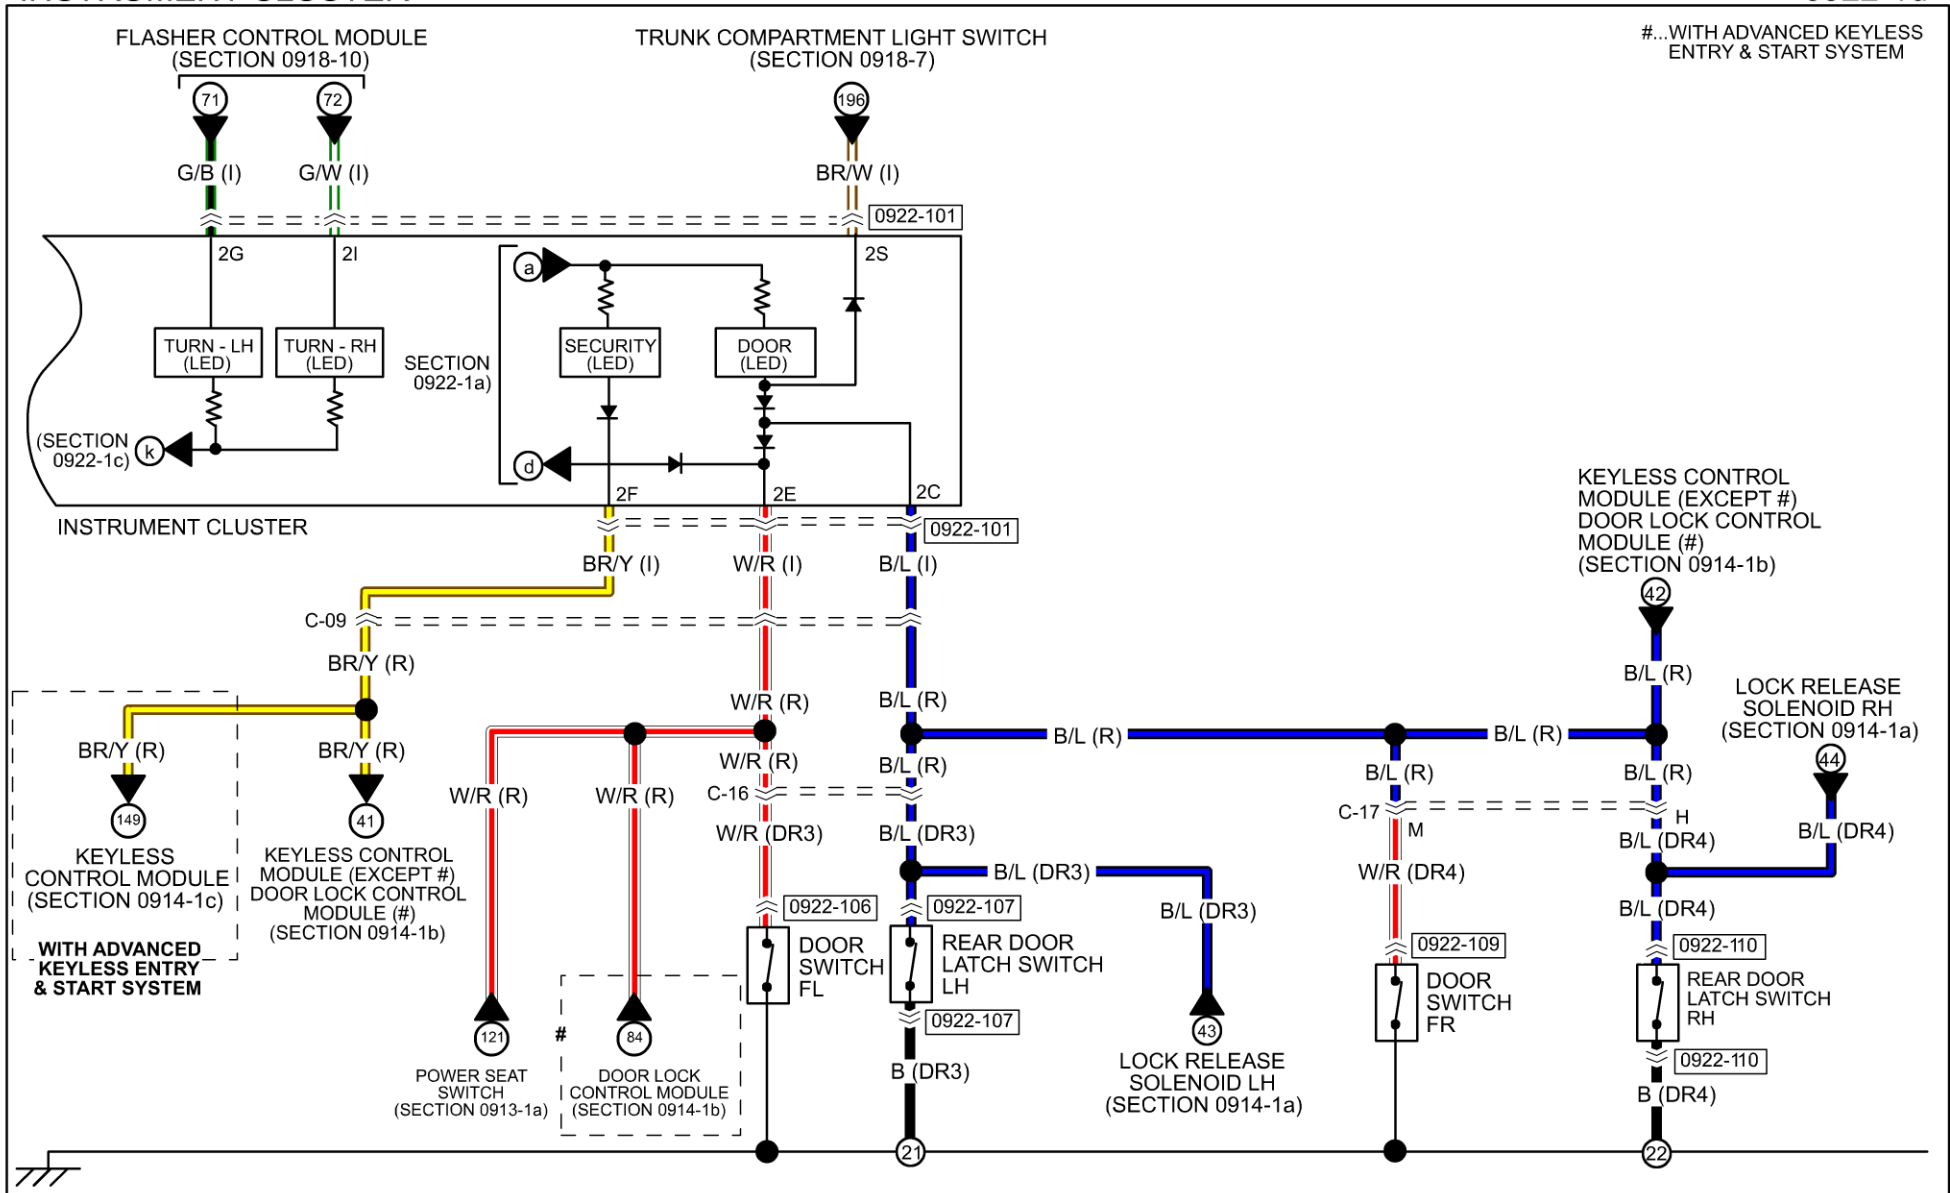 #...WITH ADVANCED KEYLESS
ENTRY & START SYSTEM
FLASHER CONTROL MODULE
(SECTION 0918-10)
TRUNK COMPARTMENT LIGHT SWITCH
(SECTION 0918-7)
71
72
196
G/B (I)
G/W (I)
BR/W (I)
0922-101
2G
2I
2S
a
TURN - LH
(LED)
TURN - RH
(LED)
SECURITY
(LED)
DOOR
(LED)
SECTION
0922-1a)
(SECTION
0922-1c)
k
d
2F
2E
2C
INSTRUMENT CLUSTER
0922-101
BR/Y (I)
W/R (I)
B/L (I)
KEYLESS CONTROL
MODULE (EXCEPT #)
DOOR LOCK CONTROL
MODULE (#)
(SECTION 0914-1b)
42
C-09
BR/Y (R)
W/R (R)
B/L (R)
B/L (R)
LOCK RELEASE
SOLENOID RH
(SECTION 0914-1a)
44
BR/Y (R)
BR/Y (R)
W/R (R)
B/L (R)
B/L (R)
B/L (R)
B/L (R)
B/L (R)
W/R (R)
W/R (R)
C-16
C-17
M
H
149
41
W/R (DR3)
B/L (DR3)
B/L (DR4)
B/L (DR4)
KEYLESS
CONTROL MODULE
(SECTION 0914-1c)
KEYLESS CONTROL
MODULE (EXCEPT #)
DOOR LOCK CONTROL
MODULE (#)
(SECTION 0914-1b)
B/L (DR3)
W/R (DR4)
0922-106
0922-107
B/L (DR3)
B/L (DR4)
WITH ADVANCED
KEYLESS ENTRY
& START SYSTEM
DOOR
SWITCH
FL
REAR DOOR
LATCH SWITCH
LH
0922-109
0922-110
DOOR
SWITCH
FR
REAR DOOR
LATCH SWITCH
RH
0922-107
#
121
84
43
0922-110
POWER SEAT
SWITCH
(SECTION 0913-1a)
DOOR LOCK
CONTROL MODULE
(SECTION 0914-1b)
B (DR3)
LOCK RELEASE
SOLENOID LH
(SECTION 0914-1a)
B (DR4)
21
22